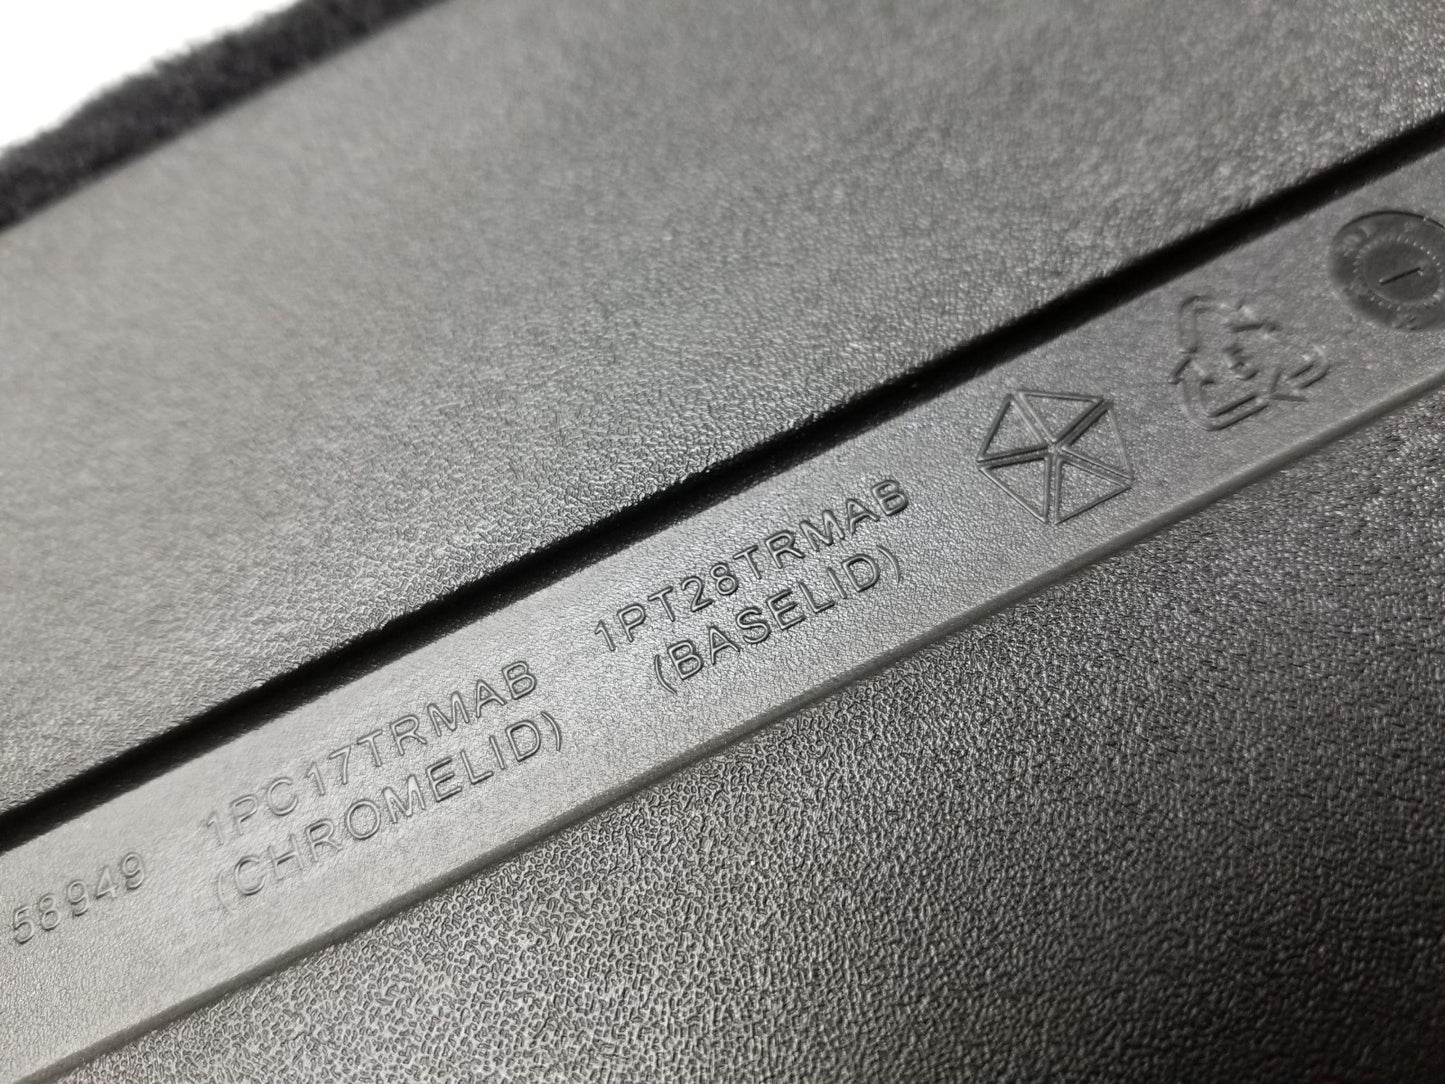 58949
1PC17TRMAB
(CHROMELID)
1PT28TRMAB
(BASELID)